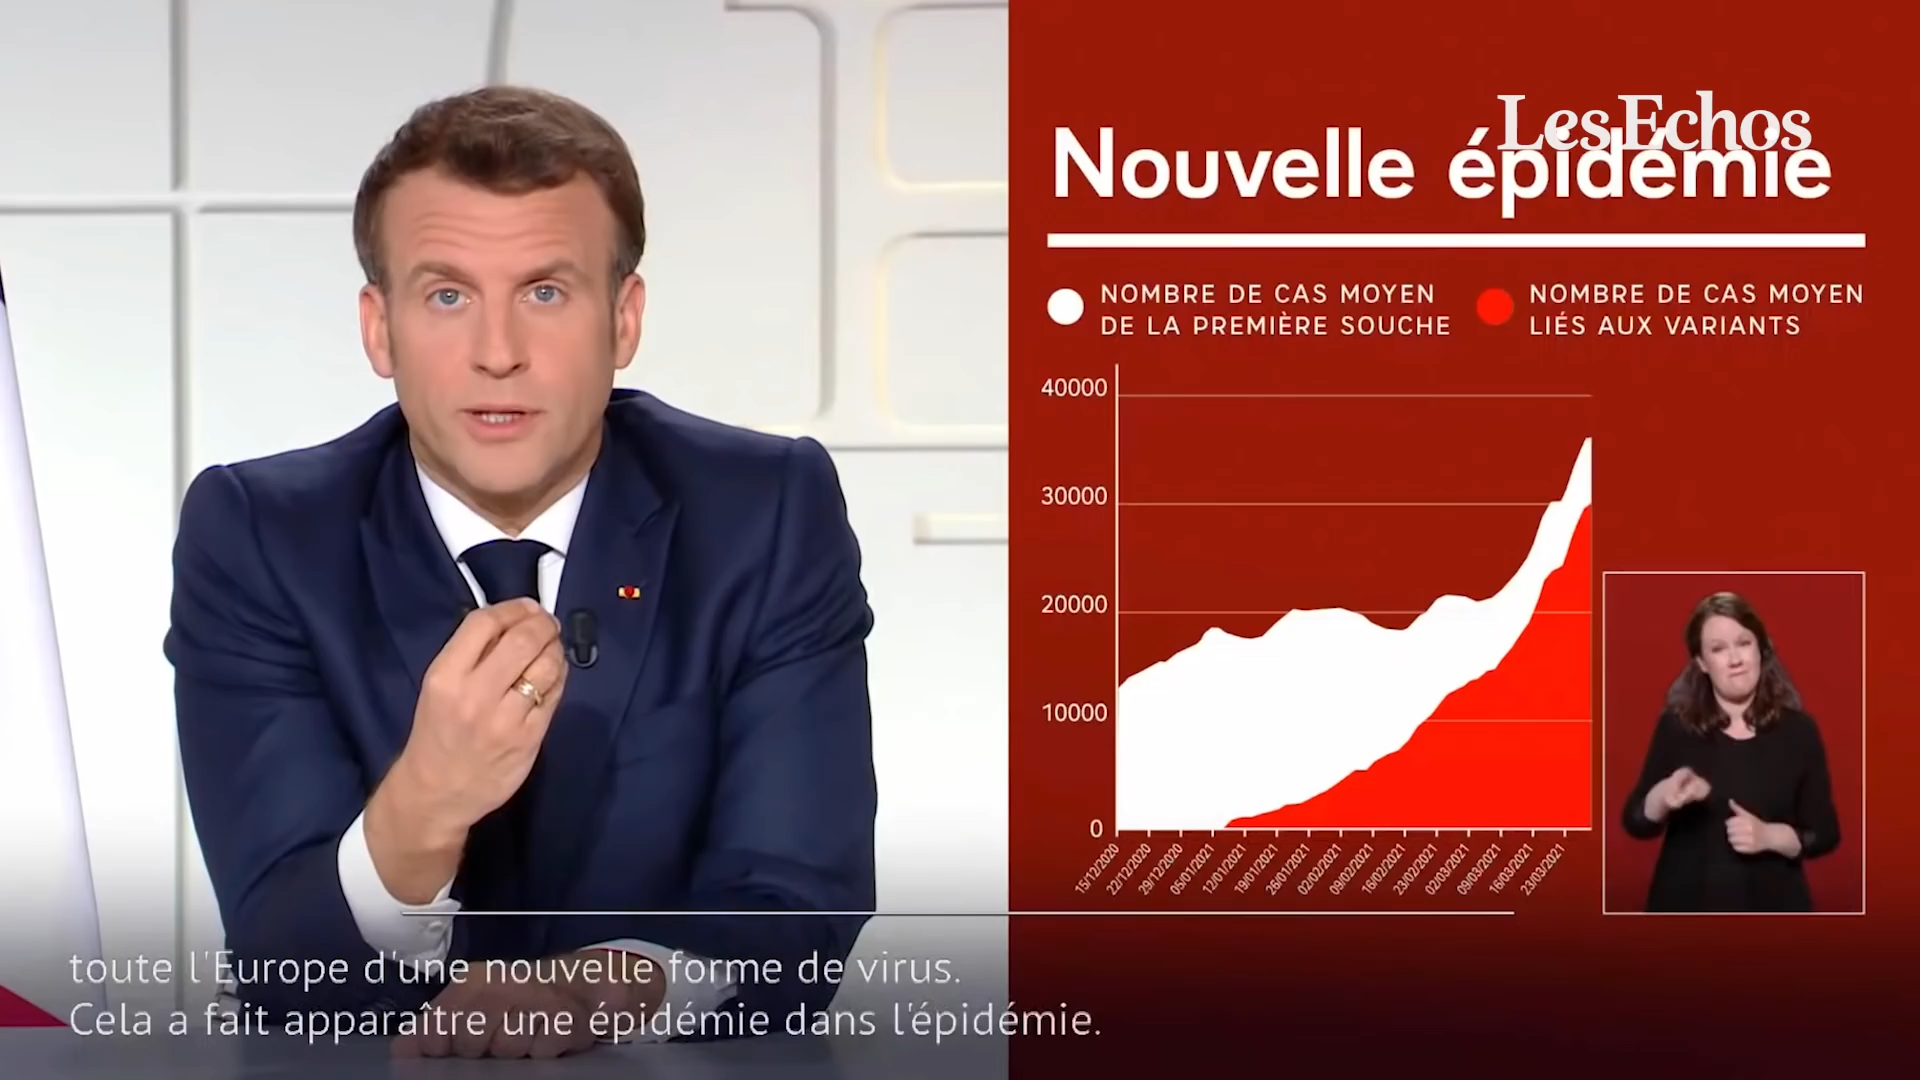 LesEchos
Nouvelle épidémie
NOMBRE DE CAS MOYEN
DE LA PREMIÈRE SOUCHE
NOMBRE DE CAS MOYEN
LIÉS AUX VARIANTS
40000
30000
20000
10000
0
15/12/2020
22/12/2020
29/12/2020
05/01/2021
12/01/2021
19/01/2021
26/01/2021
02/02/2021
09/02/2021
16/02/2021
23/02/2021
02/03/2021
09/03/2021
16/03/2021
23/03/2021
toute l'Europe d'une nouvelle forme de virus.
Cela a fait apparaître une épidémie dans l'épidémie.